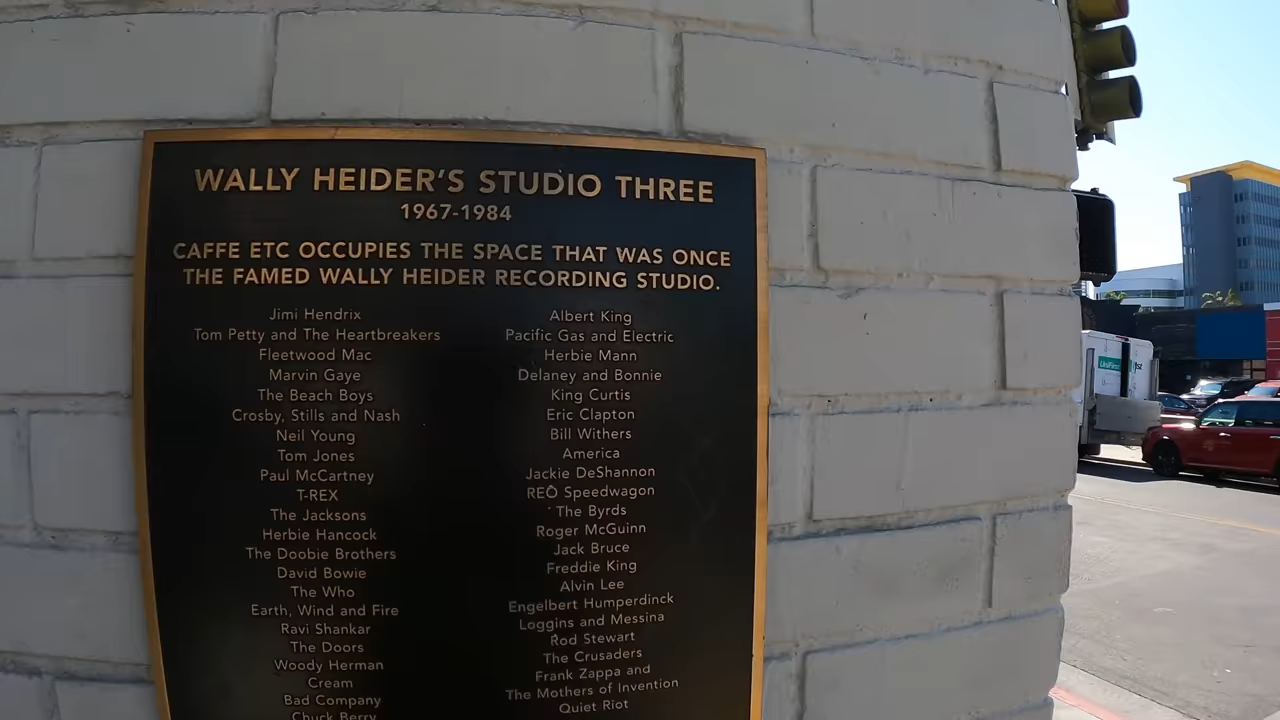 WALLY HEIDER'S STUDIO THREE
1967-1984
CAFFE ETC OCCUPIES THE SPACE THAT WAS ONCE
THE FAMED WALLY HEIDER RECORDING STUDIO.
Jimi Hendrix
Tom Petty and The Heartbreakers
Fleetwood Mac
Marvin Gaye
The Beach Boys
Crosby, Stills and Nash
Neil Young
Tom Jones
Paul McCartney
T-REX
The Jacksons
Herbie Hancock
The Doobie Brothers
David Bowie
The Who
Earth, Wind and Fire
Ravi Shankar
The Doors
Woody Herman
Cream
Bad Company
Chuck Berry
Albert King
Pacific Gas and Electric
Herbie Mann
Delaney and Bonnie
King Curtis
Eric Clapton
Bill Withers
America
Jackie DeShannon
REO Speedwagon
The Byrds
Roger McGuinn
Jack Bruce
Freddie King
Alvin Lee
Engelbert Humperdinck
Loggins and Messina
Rod Stewart
The Crusaders
Frank Zappa and
The Mothers of Invention
Quiet Riot